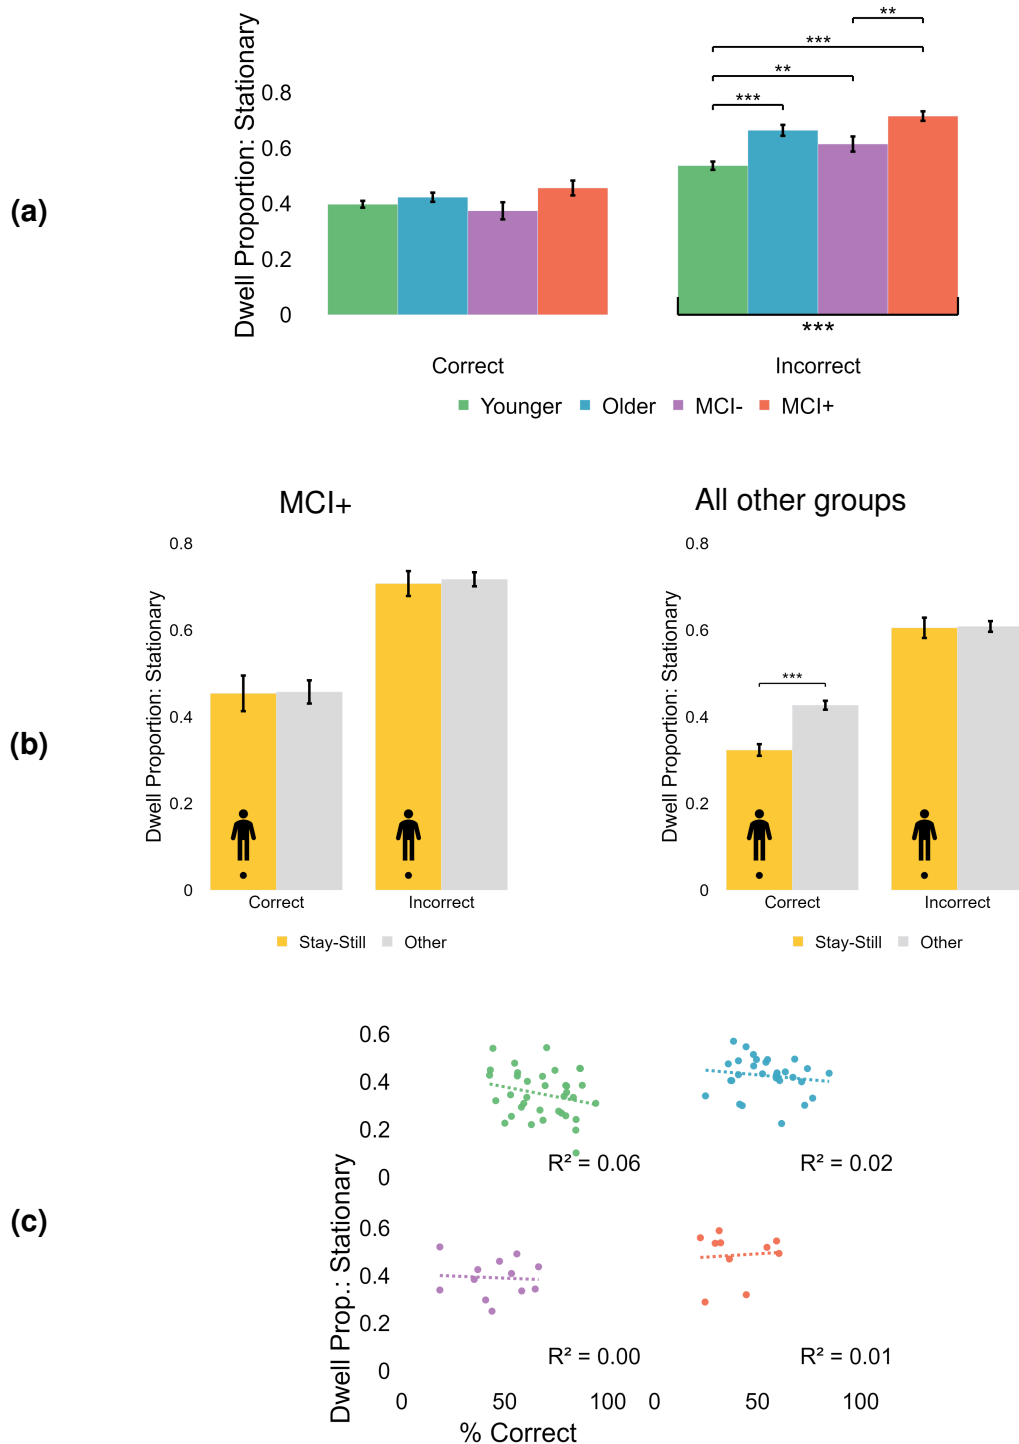 (a)
Dwell Proportion: Stationary
0.8
0.6
0.4
0.2
0
**
***
**
***
***
Correct
Incorrect
Younger
Older
MCI-
MCI+
(b)
MCI+
Dwell Proportion: Stationary
0.8
0.6
0.4
0.2
0
Correct
Incorrect
Stay-Still
Other
All other groups
Dwell Proportion: Stationary
0.8
0.6
0.4
0.2
0
***
Correct
Incorrect
Stay-Still
Other
(c)
Dwell Prop.: Stationary
0.6
0.4
0.2
0
R² = 0.06
R² = 0.02
0.6
0.4
0.2
0
R² = 0.00
R² = 0.01
0
50
100
0
50
100
% Correct